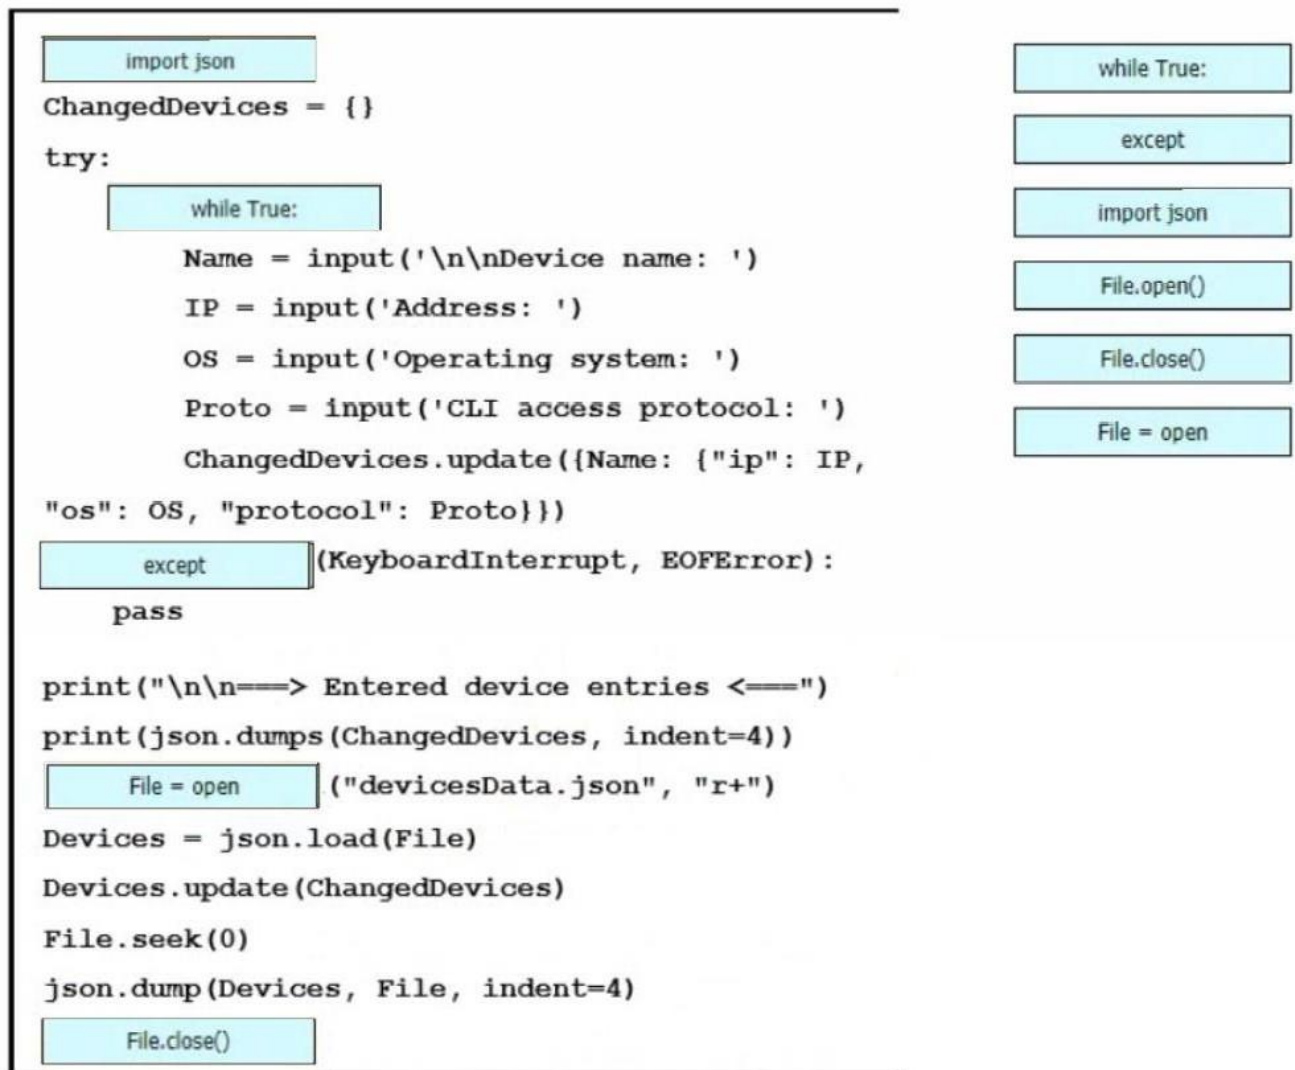 import json
ChangedDevices = {}
try:
while True:
Name = input('\n\nDevice name: ')
IP = input('Address: ')
OS = input('Operating system: ')
Proto = input('CLI access protocol: ')
ChangedDevices.update({Name: {"ip": IP,
"os": OS, "protocol": Proto}})
except (KeyboardInterrupt, EOFError):
pass
print("\n\n===> Entered device entries <===")
print(json.dumps(ChangedDevices, indent=4))
File = open ("devicesData.json", "r+")
Devices = json.load(File)
Devices.update(ChangedDevices)
File.seek(0)
json.dump(Devices, File, indent=4)
File.close()
while True:
except
import json
File.open()
File.close()
File = open